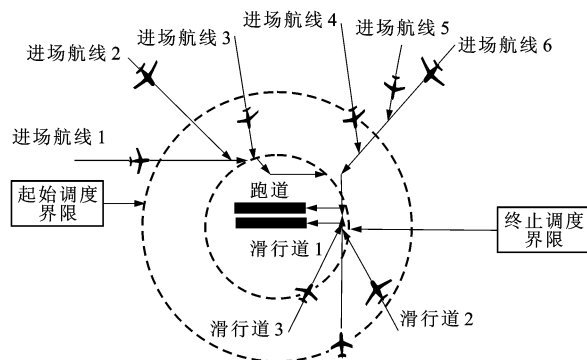 进场航线4
进场航线3
进场航线5
进场航线2
进场航线6
进场航线1
起始调度
界限
跑道
终止调度
界限
滑行道1
滑行道2
滑行道3